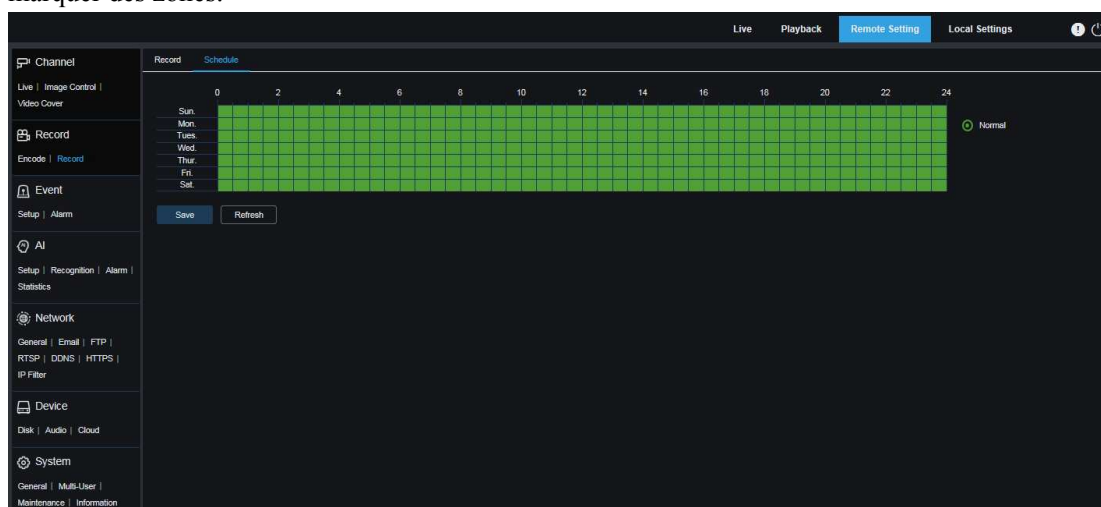 marquer des zones.
Live Playback Remote Setting Local Settings
Channel
Live | Image Control |
Video Cover
Record
Encode | Record
Event
Setup | Alarm
AI
Setup | Recognition | Alarm |
Statistics
Network
General | Email | FTP |
RTSP | DDNS | HTTPS |
IP Filter
Device
Disk | Audio | Cloud
System
General | Multi-User |
Maintenance | Information
Record Schedule
0 2 4 6 8 10 12 14 16 18 20 22 24
Sun.
Mon.
Tues.
Wed.
Thur.
Fri.
Sat.
Normal
Save Refresh